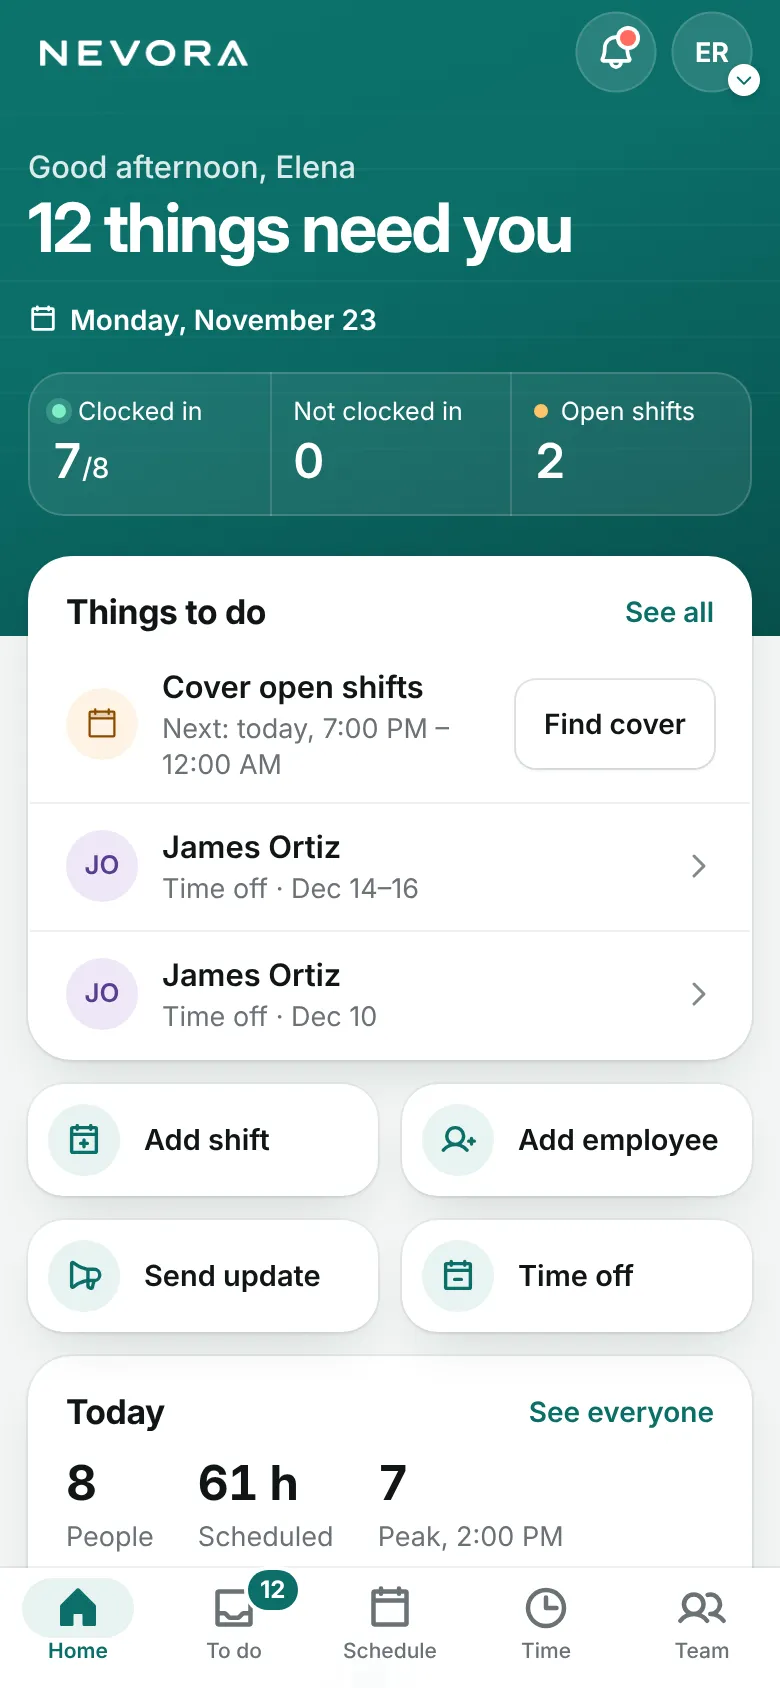 NEVORA
ER
Good afternoon, Elena
12 things need you
Monday, November 23
Clocked in
7/8
Not clocked in
0
Open shifts
2
Things to do
See all
Cover open shifts
Next: today, 7:00 PM –
12:00 AM
Find cover
JO
James Ortiz
Time off · Dec 14–16
JO
James Ortiz
Time off · Dec 10
Add shift
Add employee
Send update
Time off
Today
See everyone
8
People
61 h
Scheduled
7
Peak, 2:00 PM
Home
12
To do
Schedule
Time
Team